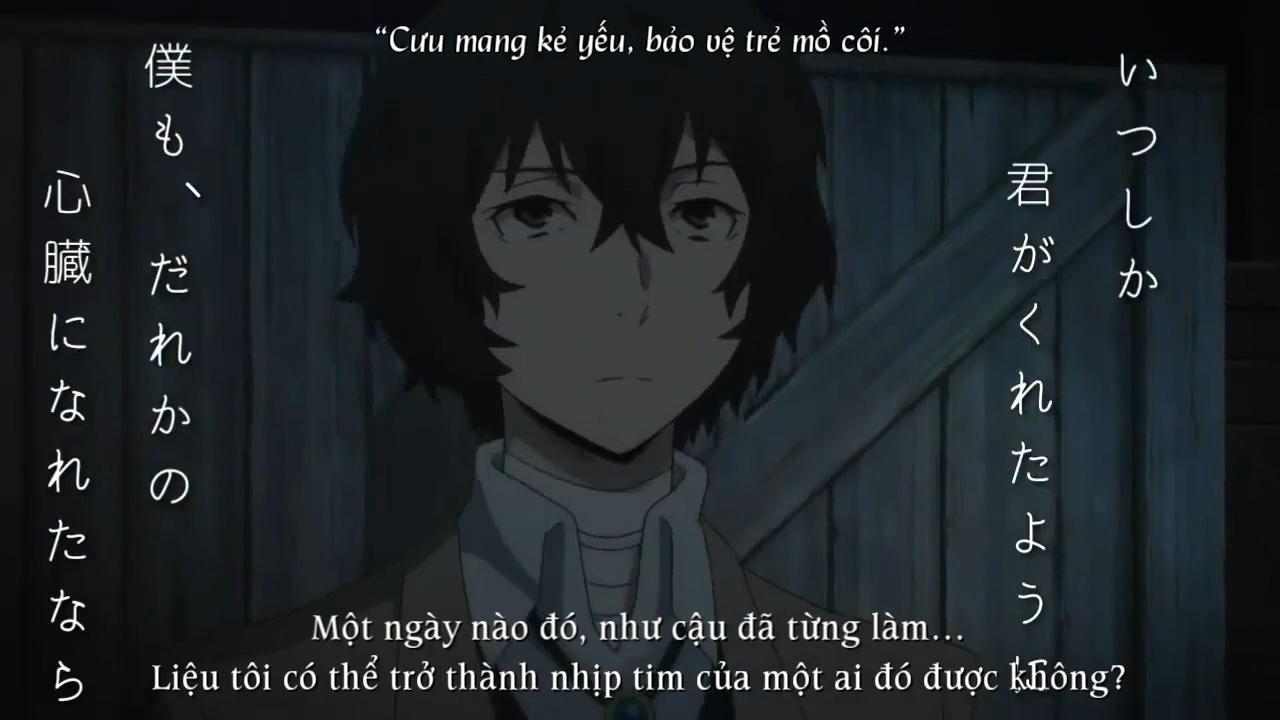 “Cưu mang kẻ yếu, bảo vệ trẻ mồ côi.”
いつしか
君がくれたように
僕も、だれかの
心臓になれたなら
Một ngày nào đó, như cậu đã từng làm...
Liệu tôi có thể trở thành nhịp tim của một ai đó được không?